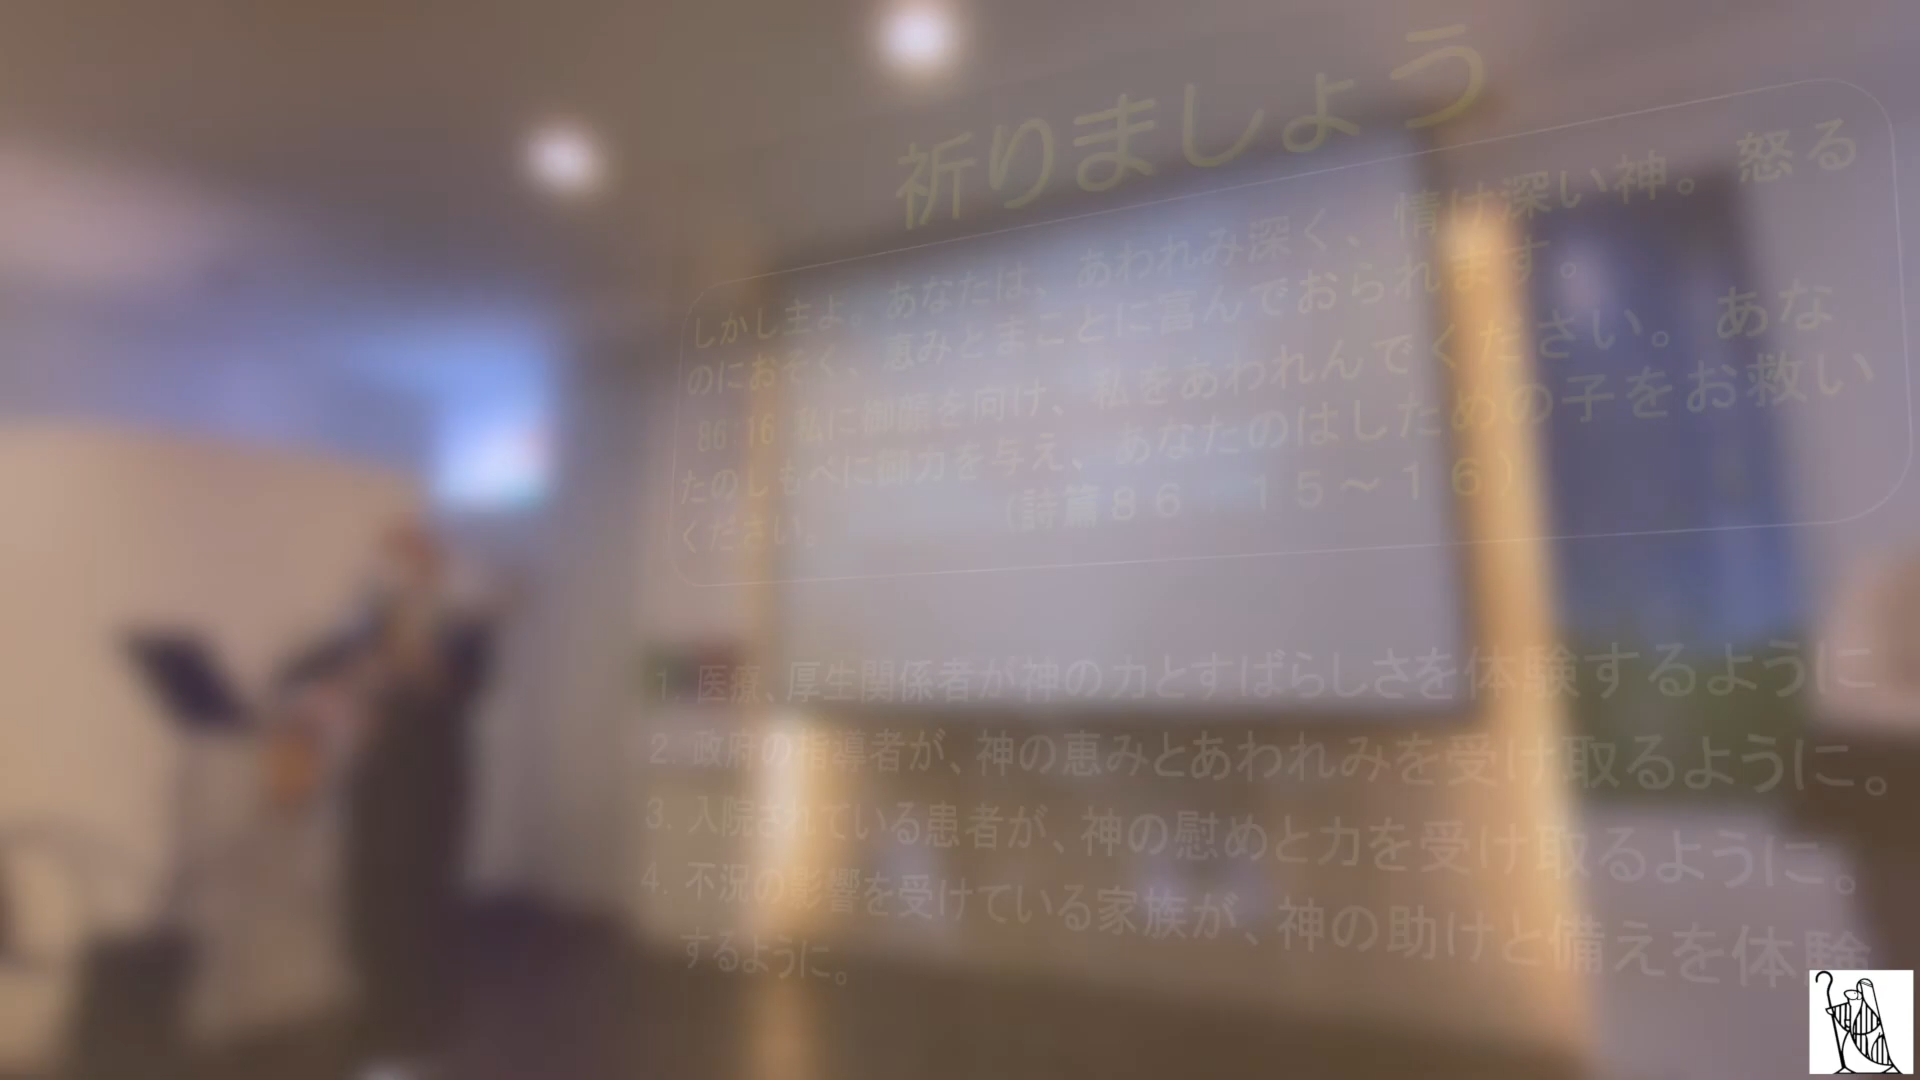 祈りましょう
しかし主よ。あなたは、あわれみ深く、情け深い神。怒る
のにおそく、恵みとまことに富んでおられます。
86:16 私に御顔を向け、私をあわれんでください。あな
たのしもべに御力を与え、あなたのはしための子をお救い
ください。 (詩篇86:15~16)
1. 医療、厚生関係者が神の力とすばらしさを体験するように
2. 政府の指導者が、神の恵みとあわれみを受け取るように。
3. 入院されている患者が、神の慰めと力を受け取るように。
4. 不況の影響を受けている家族が、神の助けと備えを体験
するように。